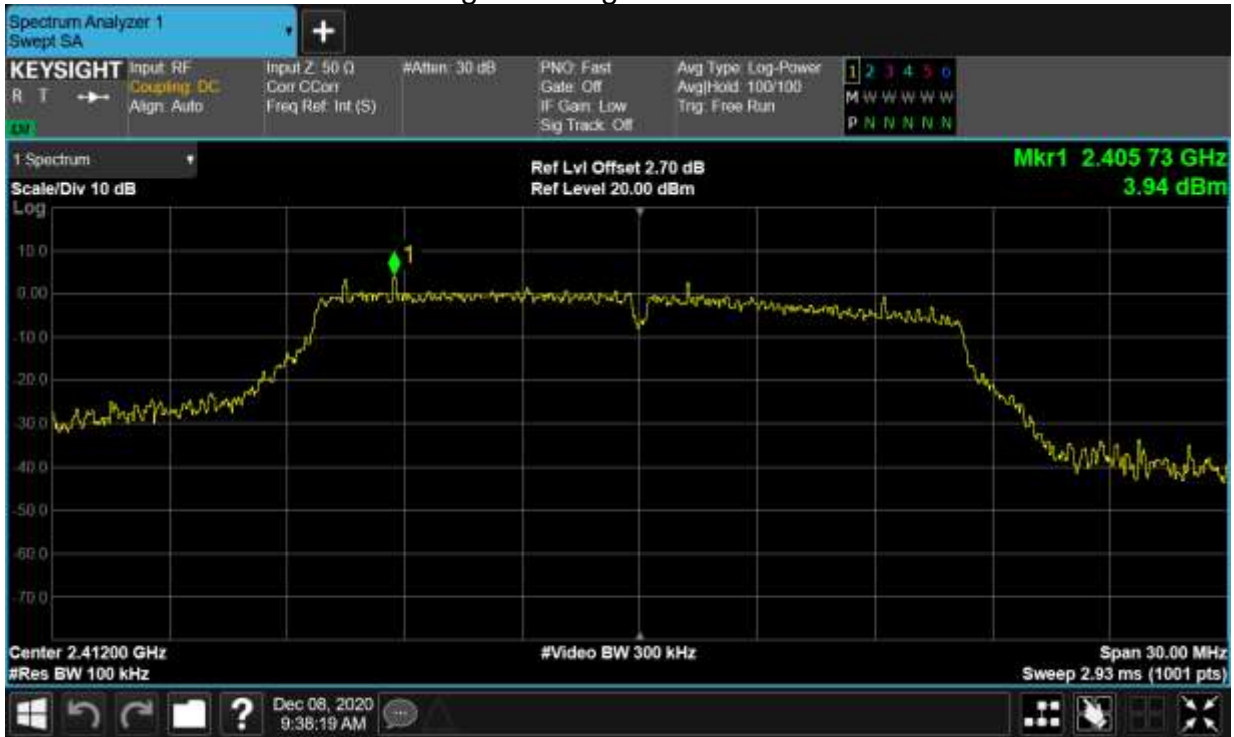 Spectrum Analyzer 1
Swept SA
+
KEYSIGHT Input: RF Input Z: 50 Ω #Atten: 30 dB PNO: Fast Avg Type: Log-Power 1 2 3 4 5 6
R T Coupling: DC Corr CCorr Gate: Off Avg|Hold: 100/100 M W W W W W
Align: Auto Freq Ref: Int (S) IF Gain: Low Trig: Free Run
Sig Track: Off P N N N N N
1 Spectrum
Ref Lvl Offset 2.70 dB Mkr1 2.405 73 GHz
Scale/Div 10 dB Ref Level 20.00 dBm 3.94 dBm
Log
10.0
1
0.00
-10.0
-20.0
-30.0
-40.0
-50.0
-60.0
-70.0
Center 2.41200 GHz #Video BW 300 kHz Span 30.00 MHz
#Res BW 100 kHz Sweep 2.93 ms (1001 pts)
? Dec 08, 2020
9:38:19 AM